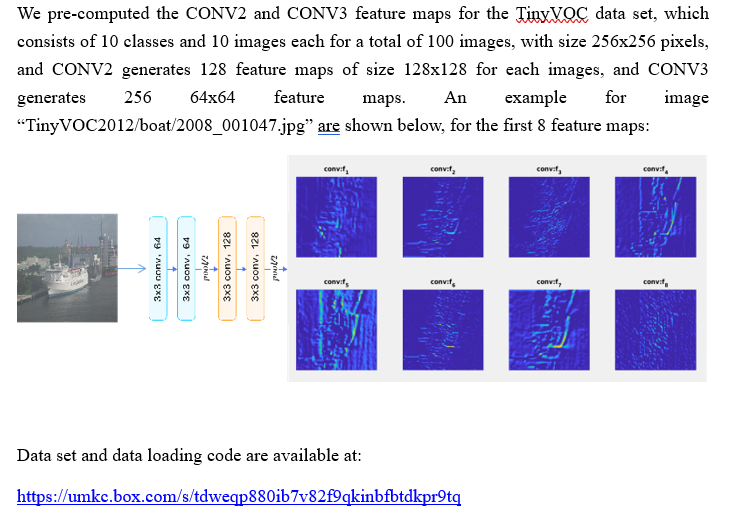 We pre-computed the CONV2 and CONV3 feature maps for the TinyVOC data set, which
consists of 10 classes and 10 images each for a total of 100 images, with size 256x256 pixels,
and CONV2 generates 128 feature maps of size 128x128 for each images, and CONV3
generates 256 64x64 feature maps. An example for image
“TinyVOC2012/boat/2008_001047.jpg” are shown below, for the first 8 feature maps:
3x3 conv, 64
3x3 conv, 64
pool/2
3x3 conv, 128
3x3 conv, 128
pool/2
conv:f1
conv:f2
conv:f3
conv:f4
conv:f5
conv:f6
conv:f7
conv:f8
Data set and data loading code are available at:
https://umkc.box.com/s/tdweqp880ib7v82f9qkinbfbtdkpr9tq